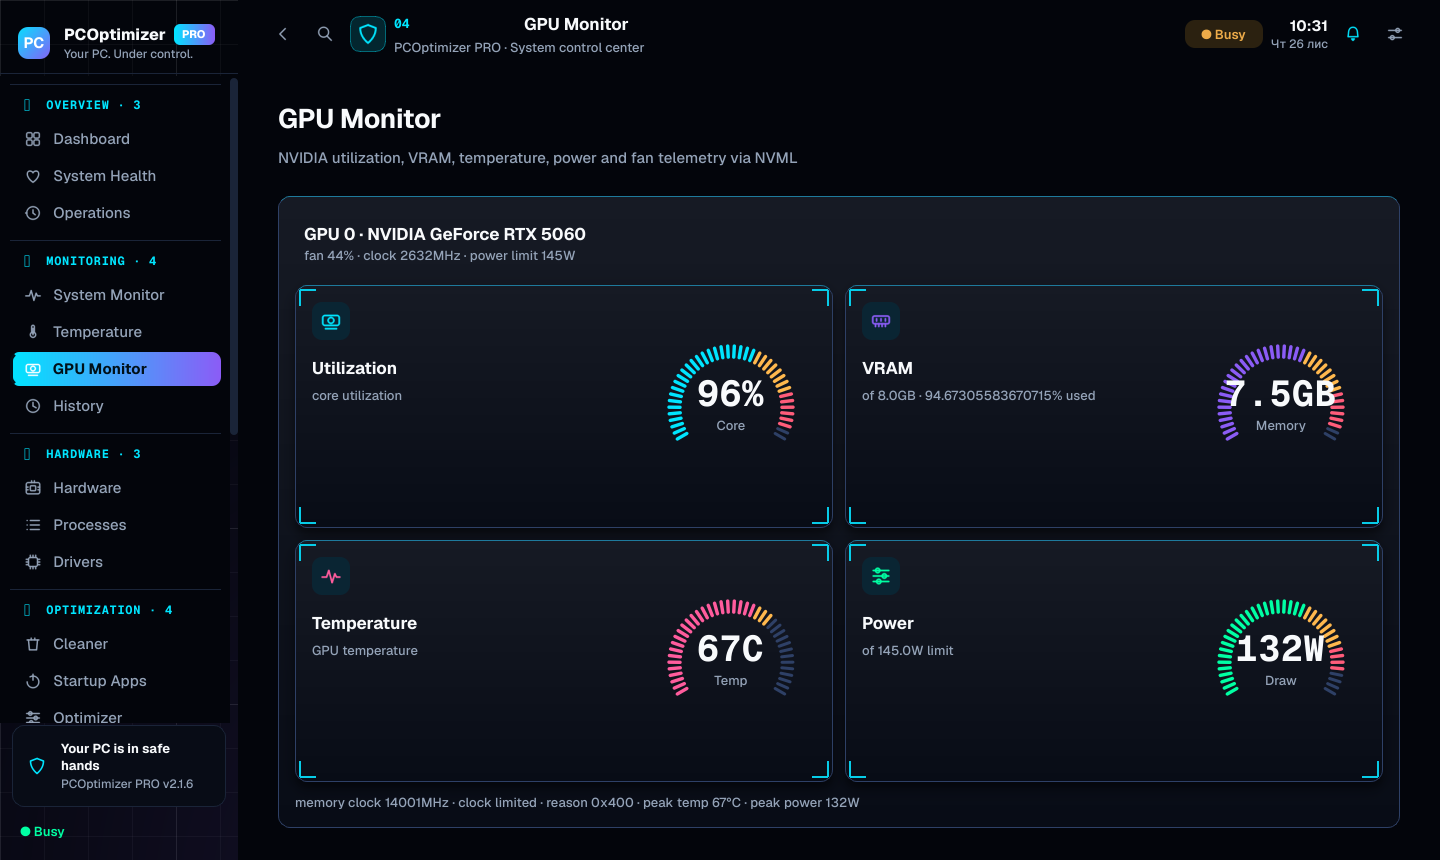 PC
PCOptimizer PRO
Your PC. Under control.
OVERVIEW · 3
Dashboard
System Health
Operations
MONITORING · 4
System Monitor
Temperature
GPU Monitor
History
HARDWARE · 3
Hardware
Processes
Drivers
OPTIMIZATION · 4
Cleaner
Startup Apps
Optimizer
Your PC is in safe
hands
PCOptimizer PRO v2.1.6
Busy
04
GPU Monitor
PCOptimizer PRO · System control center
Busy
10:31
Чт 26 лис
GPU Monitor
NVIDIA utilization, VRAM, temperature, power and fan telemetry via NVML
GPU 0 · NVIDIA GeForce RTX 5060
fan 44% · clock 2632MHz · power limit 145W
Utilization
core utilization
96%
Core
VRAM
of 8.0GB · 94.67305583670715% used
7.5GB
Memory
Temperature
GPU temperature
67C
Temp
Power
of 145.0W limit
132W
Draw
memory clock 14001MHz · clock limited · reason 0x400 · peak temp 67°C · peak power 132W